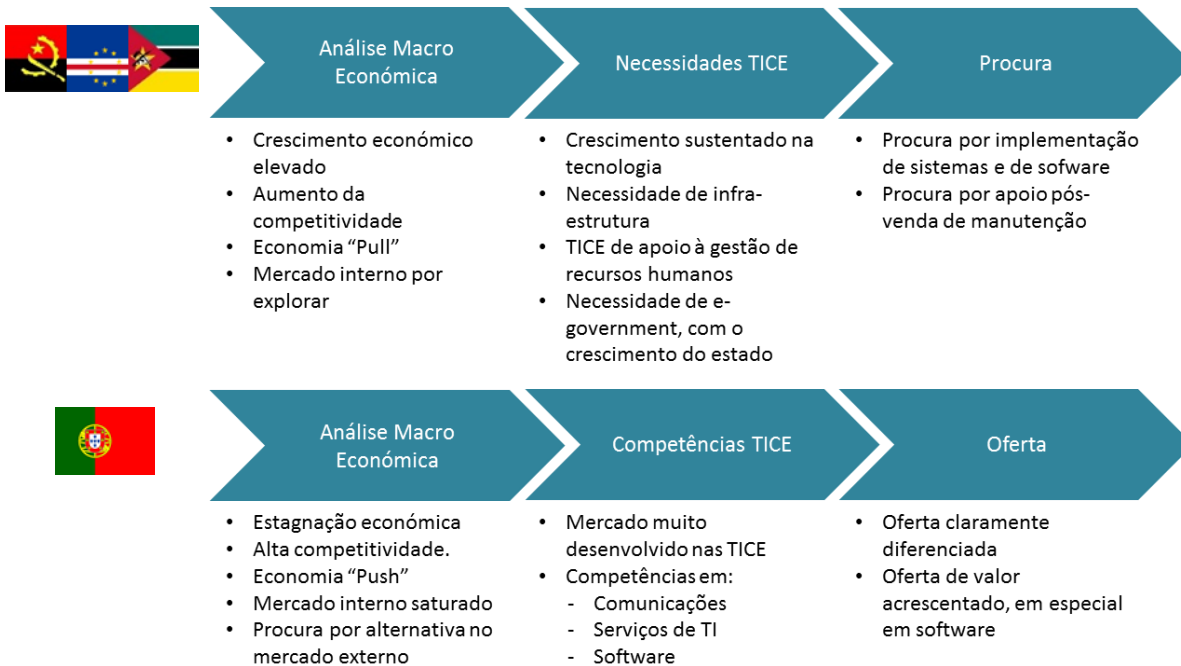 Análise Macro
Económica
Necessidades TICE
Procura
• Crescimento económico
elevado
• Aumento da
competitividade
• Economia “Pull”
• Mercado interno por
explorar
• Crescimento sustentado na
tecnologia
• Necessidade de infra-
estrutura
• TICE de apoio à gestão de
recursos humanos
• Necessidade de e-
government, com o
crescimento do estado
• Procura por implementação
de sistemas e de sofware
• Procura por apoio pós-
venda de manutenção
Análise Macro
Económica
Competências TICE
Oferta
• Estagnação económica
• Alta competitividade.
• Economia “Push”
• Mercado interno saturado
• Procura por alternativa no
mercado externo
• Mercado muito
desenvolvido nas TICE
• Competências em:
- Comunicações
- Serviços de TI
- Software
• Oferta claramente
diferenciada
• Oferta de valor
acrescentado, em especial
em software